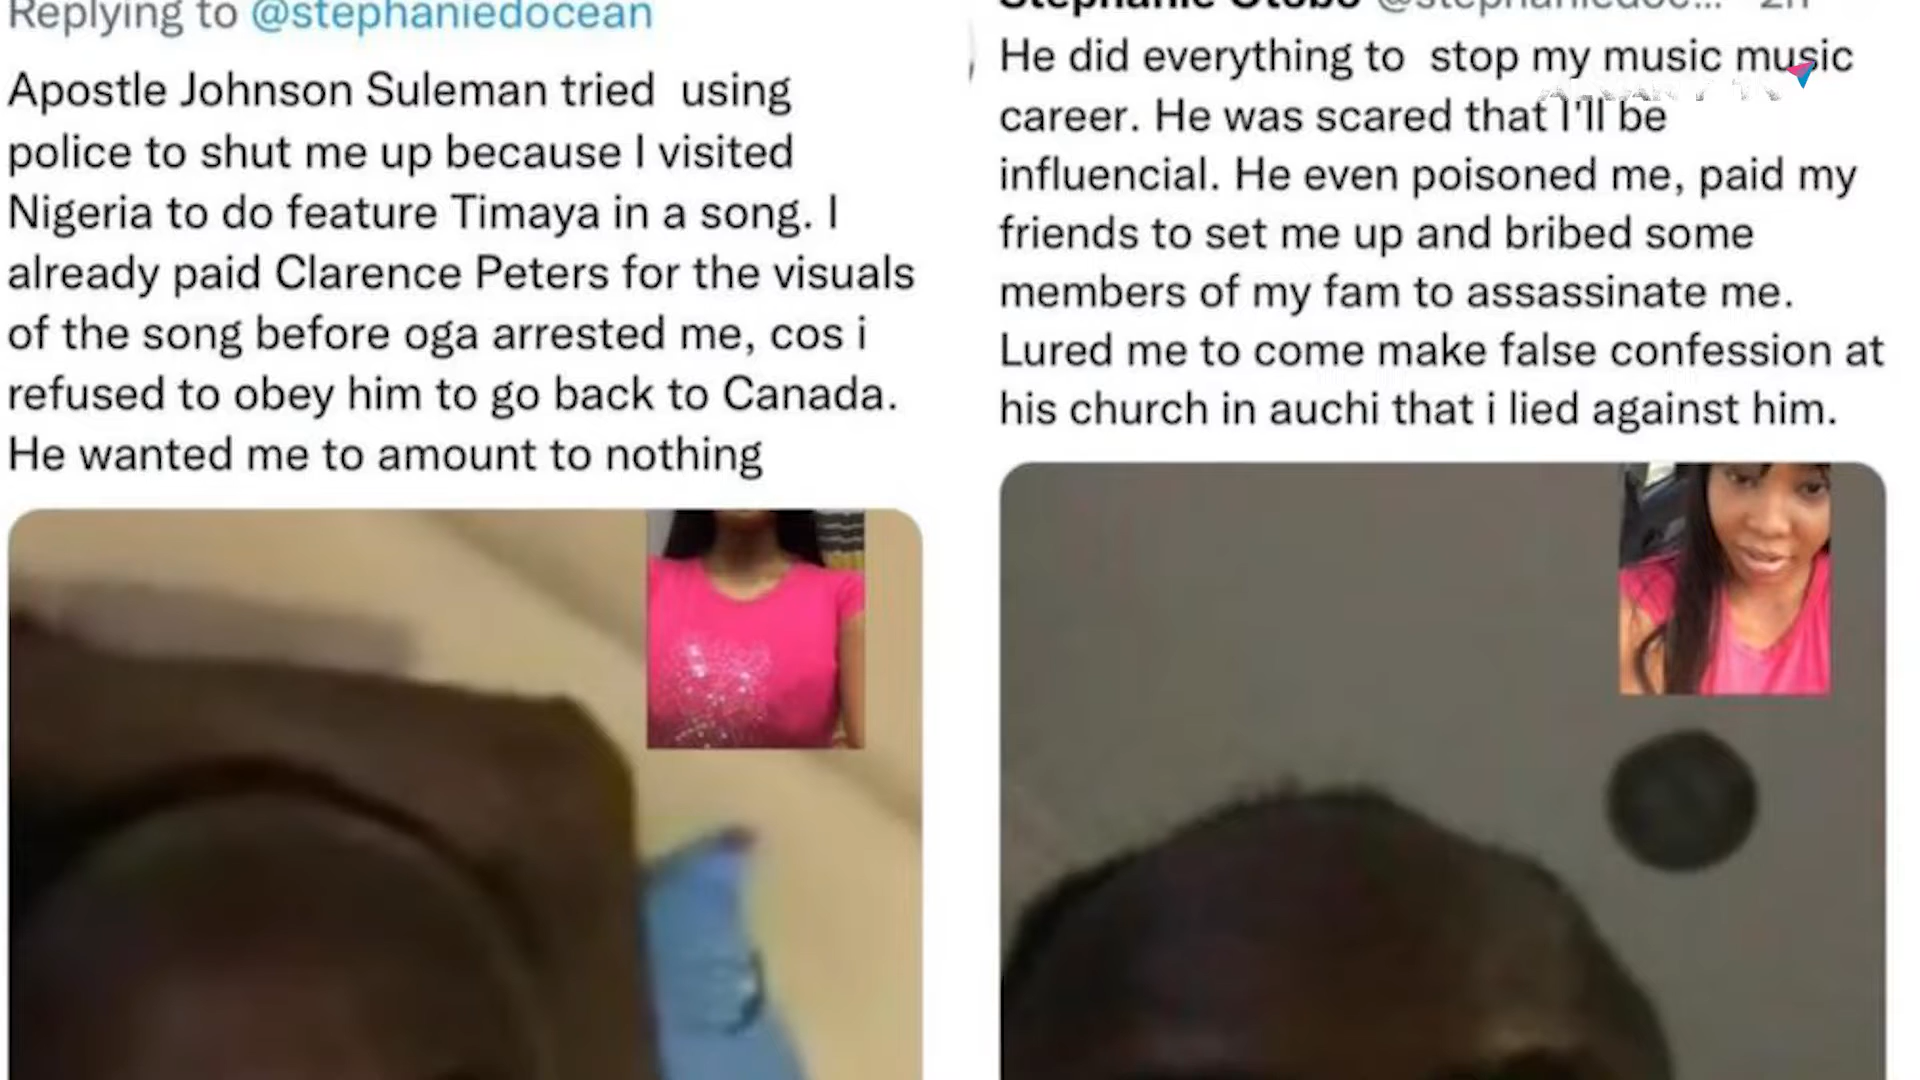 Replying to @stephaniedocean
Apostle Johnson Suleman tried using
police to shut me up because I visited
Nigeria to do feature Timaya in a song. I
already paid Clarence Peters for the visuals
of the song before oga arrested me, cos i
refused to obey him to go back to Canada.
He wanted me to amount to nothing
Stephanie Otobo @stephaniedoc... · 2h
He did everything to stop my music music
career. He was scared that I'll be
influencial. He even poisoned me, paid my
friends to set me up and bribed some
members of my fam to assassinate me.
Lured me to come make false confession at
his church in auchi that i lied against him.